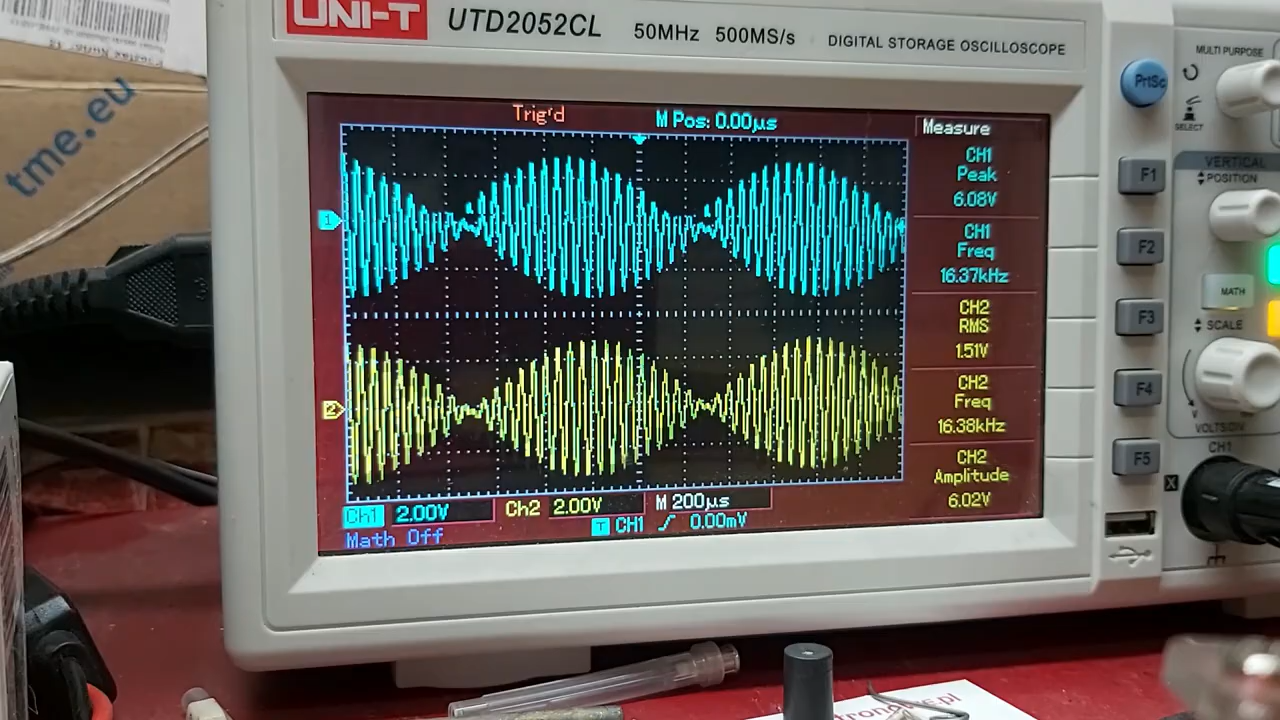 UNI-T UTD2052CL 50MHz 500MS/s DIGITAL STORAGE OSCILLOSCOPE
tme.eu
Trig'd M Pos: 0.00µs
Measure
CH1
Peak
6.08V
CH1
Freq
16.37kHz
CH2
RMS
1.51V
CH2
Freq
16.38kHz
CH2
Amplitude
6.02V
1
2
Ch1 2.00V Ch2 2.00V M 200µs
T CH1 0.00mV
Math Off
PrtSc
F1
F2
F3
F4
F5
MULTI PURPOSE
SELECT
VERTICAL
POSITION
MATH
SCALE
V VOLTS/DIV
CH1
X